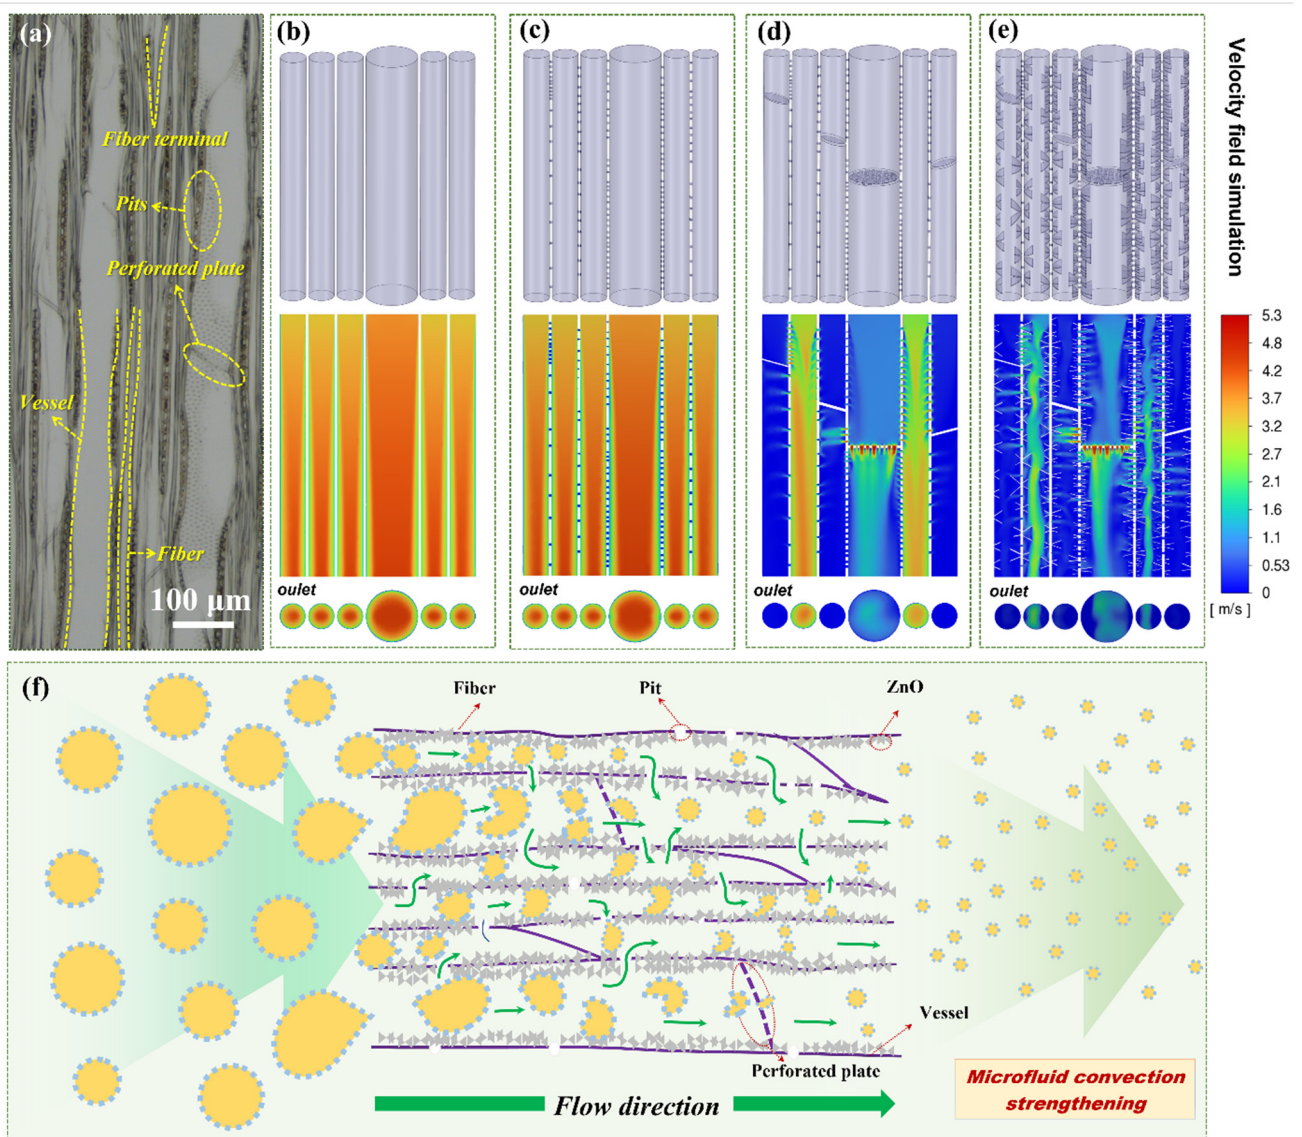 (a)
Fiber terminal
Pits
Perforated plate
Vessel
Fiber
100 μm
(b)
oulet
(c)
oulet
(d)
oulet
(e)
oulet
Velocity field simulation
5.3
4.8
4.2
3.7
3.2
2.7
2.1
1.6
1.1
0.53
0
[ m/s ]
(f)
Fiber
Pit
ZnO
Vessel
Perforated plate
Flow direction
Microfluid convection
strengthening